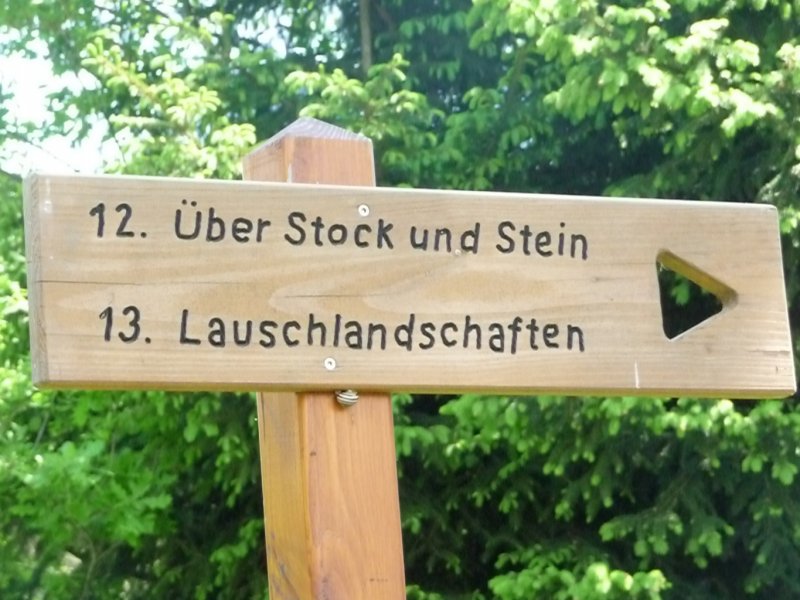 12. Über Stock und Stein
13. Lauschlandschaften